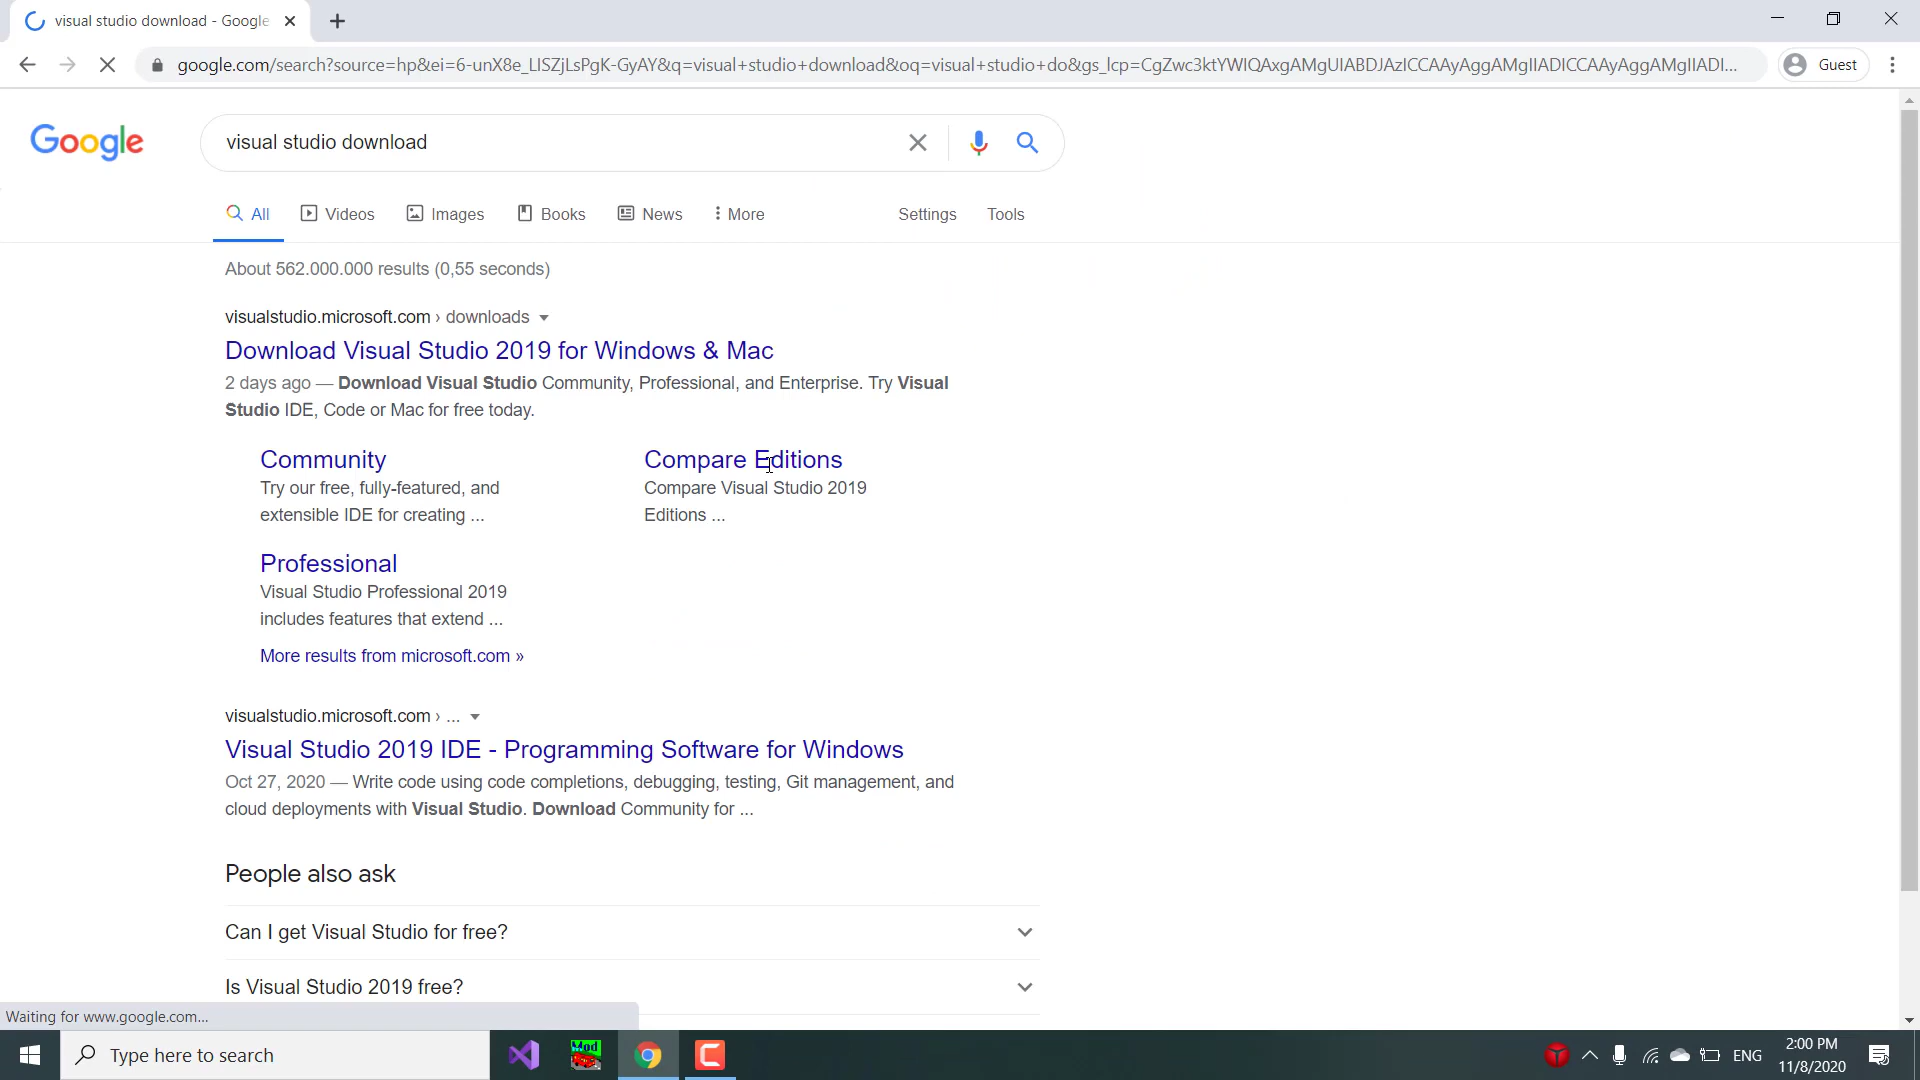 visual studio download - Google
google.com/search?source=hp&ei=6-unX8e_LISZjLsPgK-GyAY&q=visual+studio+download&oq=visual+studio+do&gs_lcp=CgZwc3ktYWIQAxgAMgUIABDJAzICCAAyAggAMgIIADICCAAyAggAMgIIADI...
Guest
Google
visual studio download
All
Videos
Images
Books
News
More
Settings
Tools
About 562.000.000 results (0,55 seconds)
visualstudio.microsoft.com › downloads
Download Visual Studio 2019 for Windows & Mac
2 days ago — Download Visual Studio Community, Professional, and Enterprise. Try Visual
Studio IDE, Code or Mac for free today.
Community
Try our free, fully-featured, and
extensible IDE for creating ...
Compare Editions
Compare Visual Studio 2019
Editions ...
Professional
Visual Studio Professional 2019
includes features that extend ...
More results from microsoft.com »
visualstudio.microsoft.com › ...
Visual Studio 2019 IDE - Programming Software for Windows
Oct 27, 2020 — Write code using code completions, debugging, testing, Git management, and
cloud deployments with Visual Studio. Download Community for ...
People also ask
Can I get Visual Studio for free?
Is Visual Studio 2019 free?
Waiting for www.google.com...
Type here to search
Mod
ENG
2:00 PM
11/8/2020